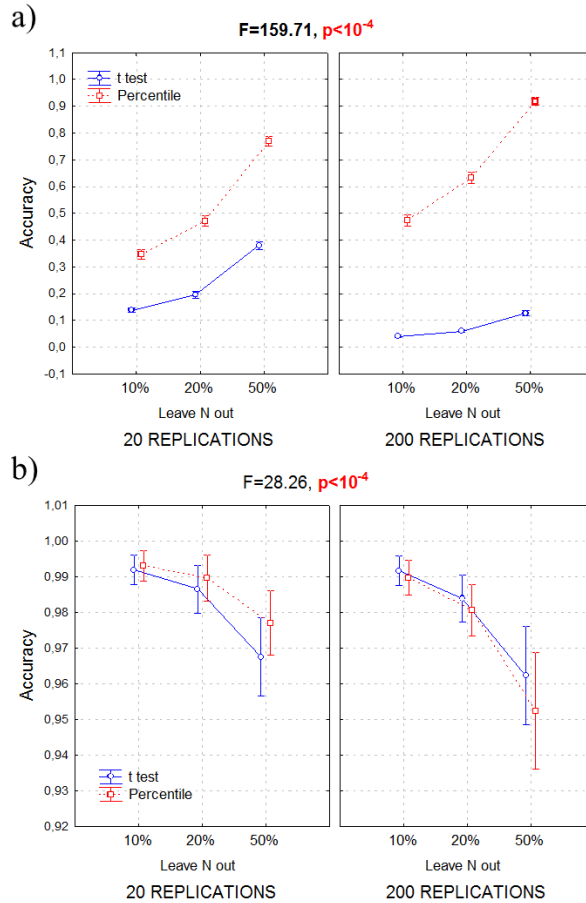 a)
F=159.71, p<10⁻⁴
1,1
1,0
0,9
0,8
0,7
0,6
0,5
0,4
0,3
0,2
0,1
0,0
-0,1
Accuracy
t test
Percentile
10% 20% 50%
Leave N out
20 REPLICATIONS
10% 20% 50%
Leave N out
200 REPLICATIONS
b)
F=28.26, p<10⁻⁴
1,01
1,00
0,99
0,98
0,97
0,96
0,95
0,94
0,93
0,92
Accuracy
t test
Percentile
10% 20% 50%
Leave N out
20 REPLICATIONS
10% 20% 50%
Leave N out
200 REPLICATIONS